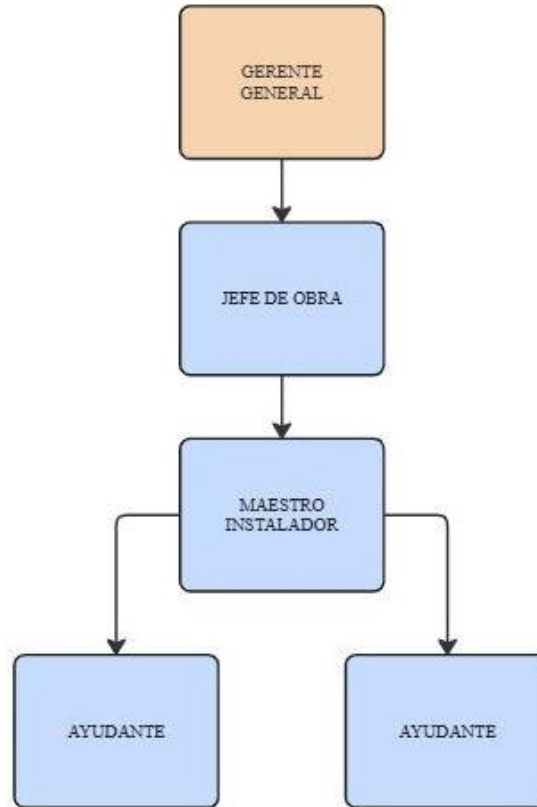 GERENTE
GENERAL
JEFE DE OBRA
MAESTRO
INSTALADOR
AYUDANTE
AYUDANTE